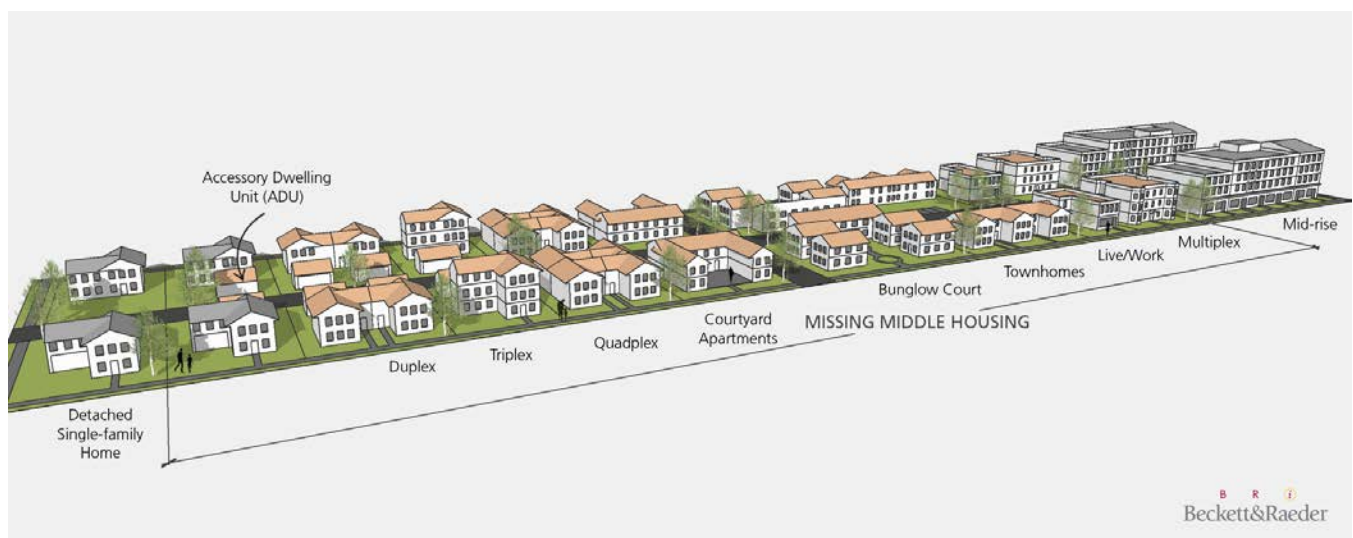 Accessory Dwelling
Unit (ADU)
Detached
Single-family
Home
Duplex
Triplex
Quadplex
Courtyard
Apartments
Bunglow Court
Townhomes
Live/Work
Multiplex
Mid-rise
MISSING MIDDLE HOUSING
B R i
Beckett&Raeder